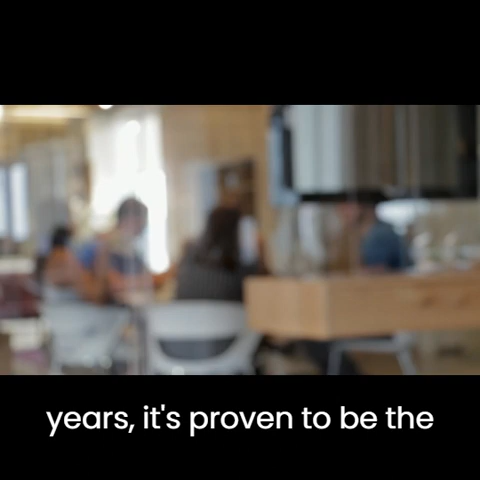 years, it's proven to be the